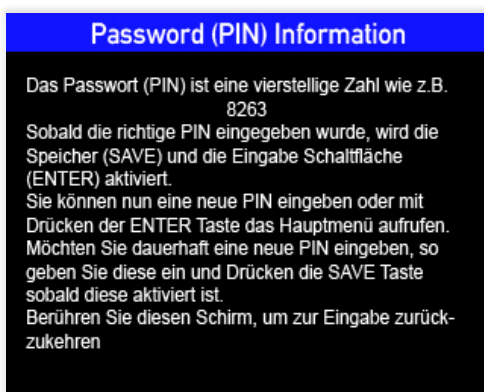 Password (PIN) Information
Das Passwort (PIN) ist eine vierstellige Zahl wie z.B.
8263
Sobald die richtige PIN eingegeben wurde, wird die
Speicher (SAVE) und die Eingabe Schaltfläche
(ENTER) aktiviert.
Sie können nun eine neue PIN eingeben oder mit
Drücken der ENTER Taste das Hauptmenü aufrufen.
Möchten Sie dauerhaft eine neue PIN eingeben, so
geben Sie diese ein und Drücken die SAVE Taste
sobald diese aktiviert ist.
Berühren Sie diesen Schirm, um zur Eingabe zurück-
zukehren